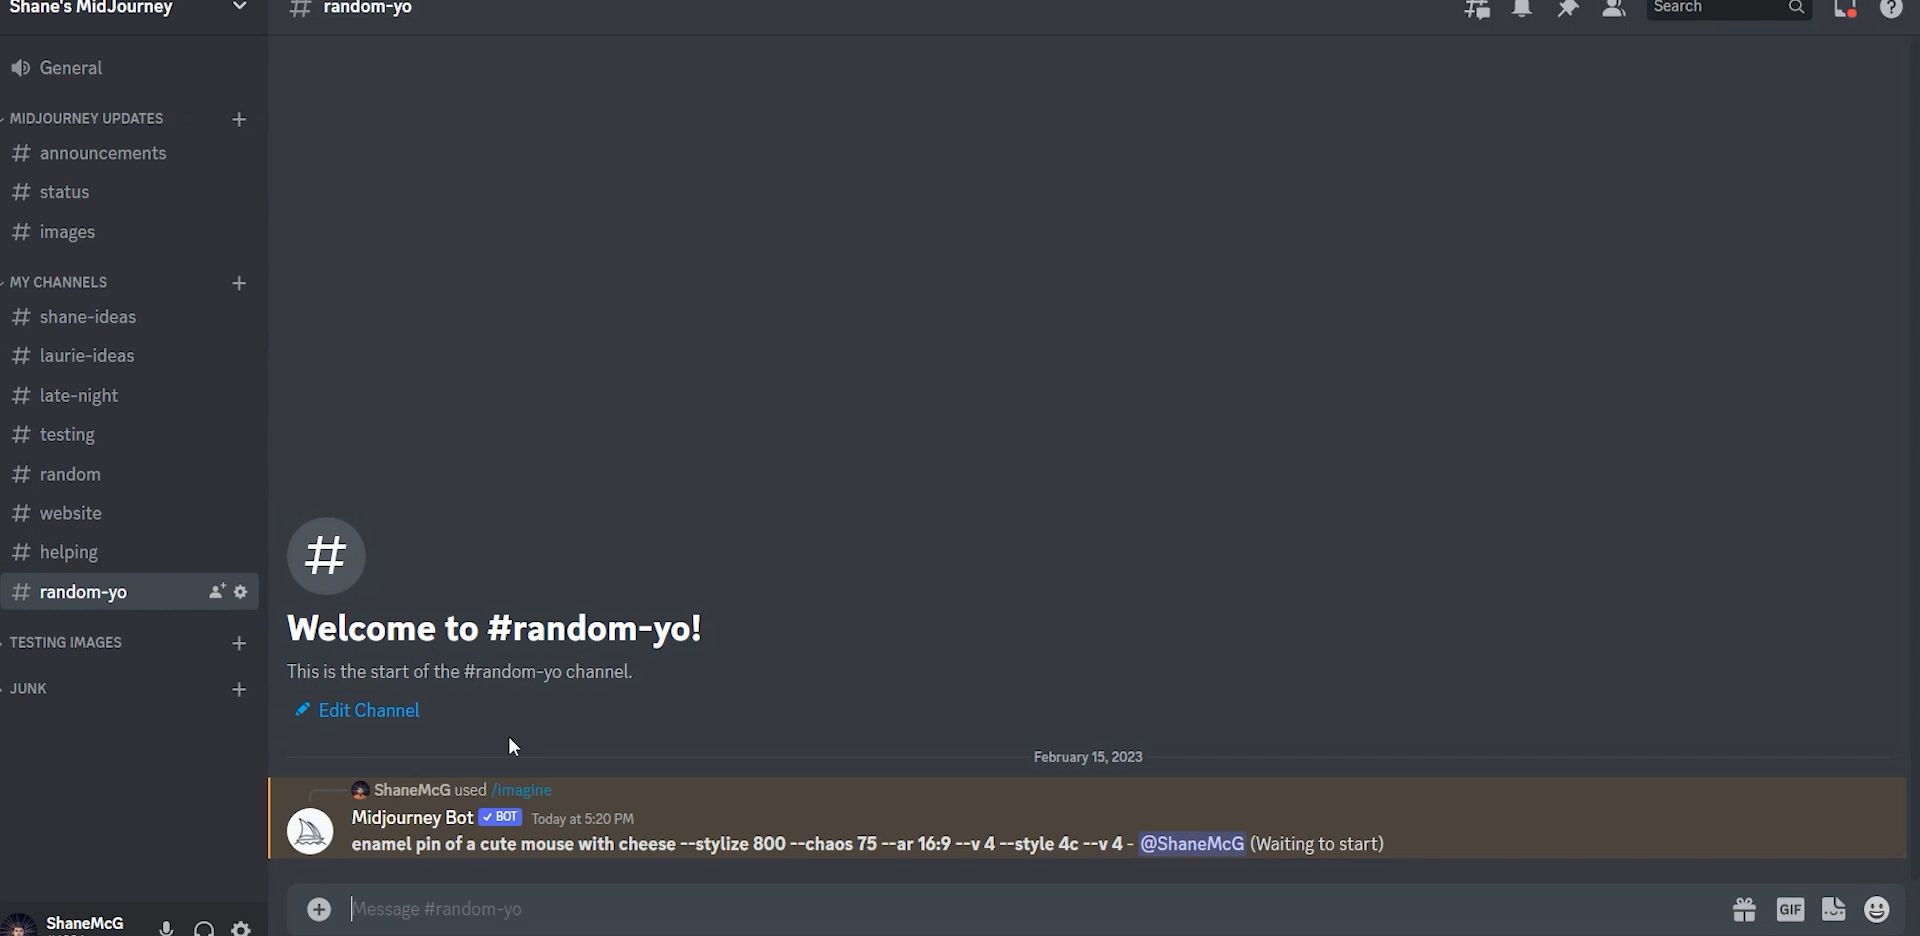 Shane's MidJourney
General
MIDJOURNEY UPDATES
announcements
status
images
MY CHANNELS
shane-ideas
laurie-ideas
late-night
testing
random
website
helping
random-yo
TESTING IMAGES
JUNK
ShaneMcG
# random-yo
Search
Welcome to #random-yo!
This is the start of the #random-yo channel.
Edit Channel
February 15, 2023
ShaneMcG used /imagine
Midjourney Bot ✓ BOT Today at 5:20 PM
enamel pin of a cute mouse with cheese --stylize 800 --chaos 75 --ar 16:9 --v 4 --style 4c --v 4 - @ShaneMcG (Waiting to start)
Message #random-yo
GIF